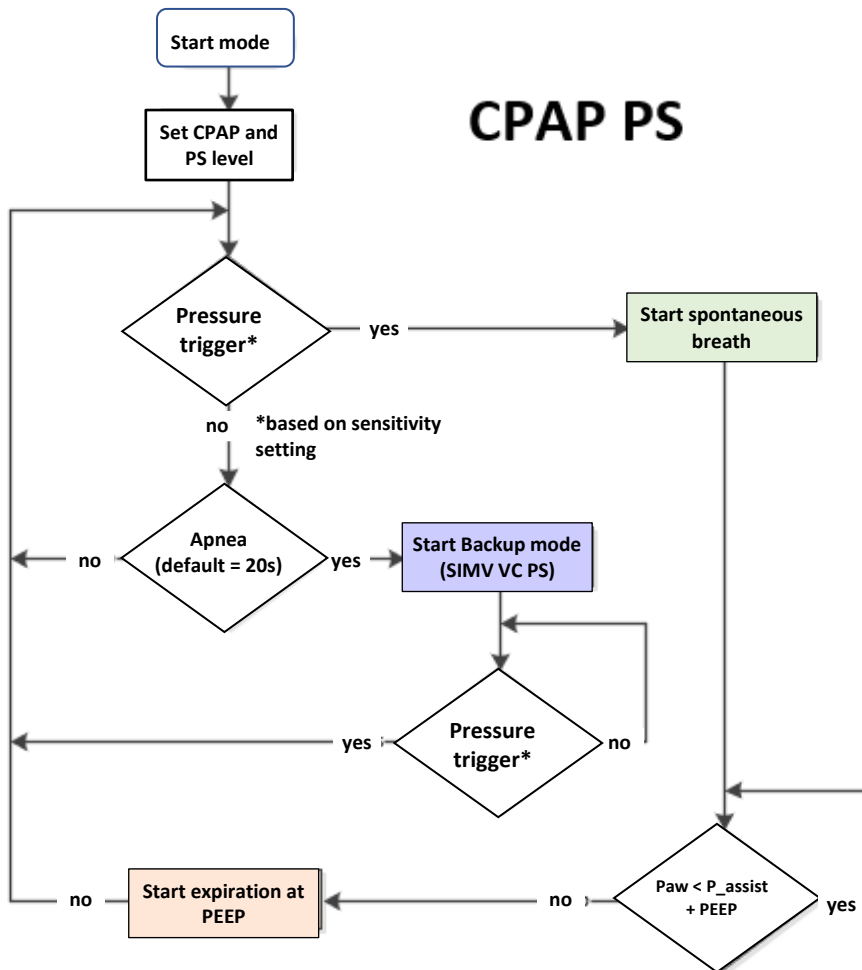 Start mode
CPAP PS
Set CPAP and
PS level
Pressure
trigger*
yes
Start spontaneous
breath
no
*based on sensitivity
setting
Apnea
(default = 20s)
no
yes
Start Backup mode
(SIMV VC PS)
Pressure
trigger*
yes
no
Paw < P_assist
+ PEEP
yes
no
Start expiration at
PEEP
no